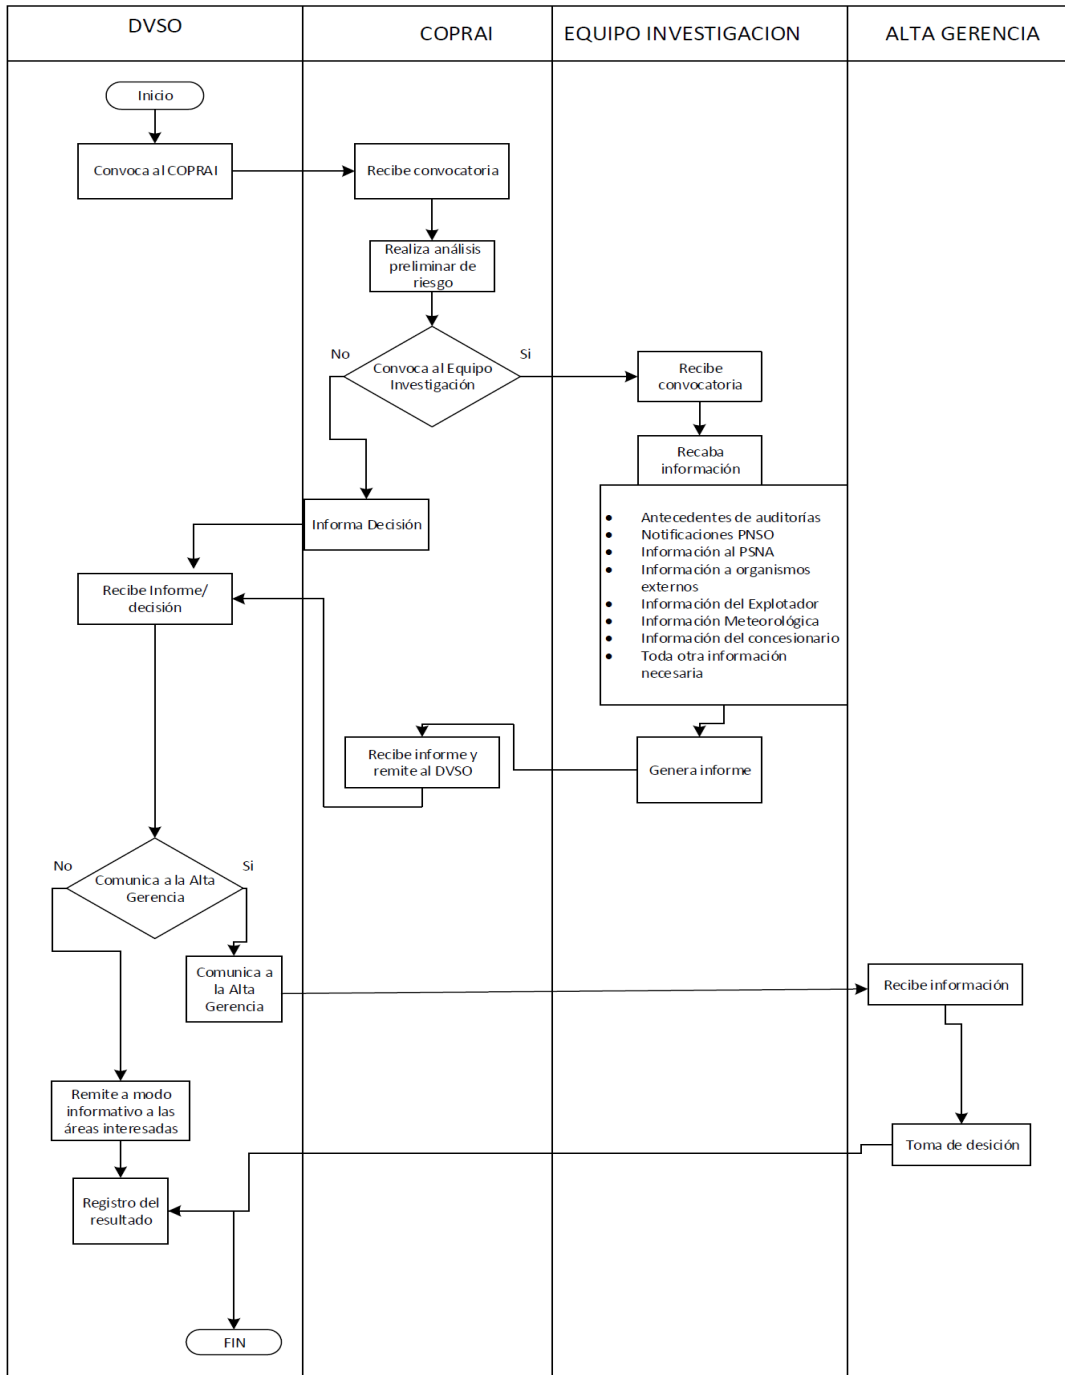 DVSO
COPRAI
EQUIPO INVESTIGACION
ALTA GERENCIA
Inicio
Convoca al COPRAI
Recibe convocatoria
Realiza análisis
preliminar de
riesgo
No
Si
Convoca al Equipo
Investigación
Recibe
convocatoria
Recaba
información
Informa Decisión
• Antecedentes de auditorías
• Notificaciones PNSO
• Información al PSNA
• Información a organismos
externos
• Información del Explotador
• Información Meteorológica
• Información del concesionario
• Toda otra información
necesaria
Recibe Informe/
decisión
Recibe informe y
remite al DVSO
Genera informe
No
Si
Comunica a la Alta
Gerencia
Comunica a
la Alta
Gerencia
Recibe información
Remite a modo
informativo a las
áreas interesadas
Toma de desición
Registro del
resultado
FIN